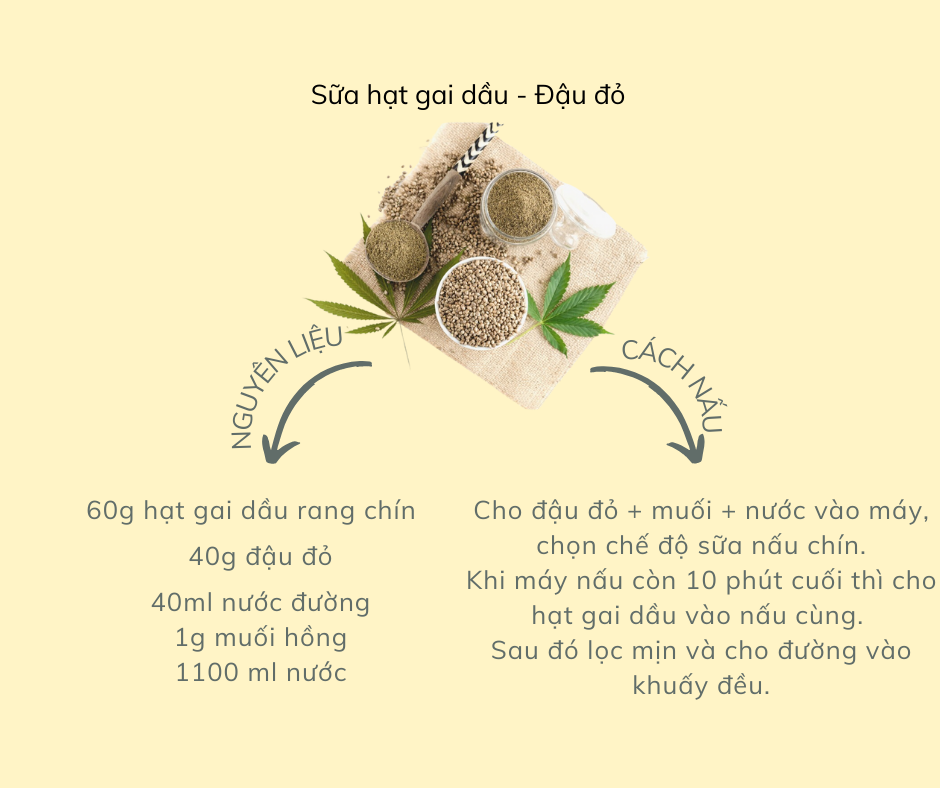 Sữa hạt gai dầu - Đậu đỏ
NGUYÊN LIỆU
60g hạt gai dầu rang chín
40g đậu đỏ
40ml nước đường
1g muối hồng
1100 ml nước
CÁCH NẤU
Cho đậu đỏ + muối + nước vào máy,
chọn chế độ sữa nấu chín.
Khi máy nấu còn 10 phút cuối thì cho
hạt gai dầu vào nấu cùng.
Sau đó lọc mịn và cho đường vào
khuấy đều.